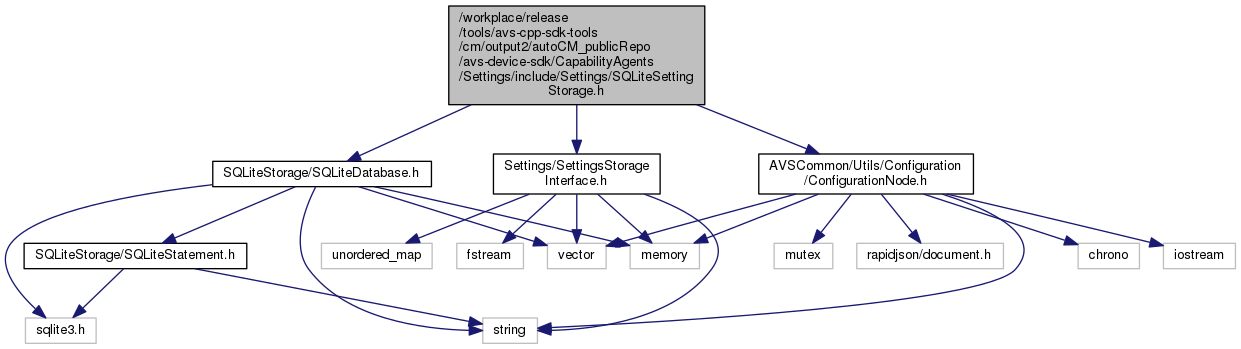 /workplace/release
/tools/avs-cpp-sdk-tools
/cm/output2/autoCM_publicRepo
/avs-device-sdk/CapabilityAgents
/Settings/include/Settings/SQLiteSetting
Storage.h
SQLiteStorage/SQLiteDatabase.h
Settings/SettingsStorage
Interface.h
AVSCommon/Utils/Configuration
/ConfigurationNode.h
SQLiteStorage/SQLiteStatement.h
unordered_map
fstream
vector
memory
mutex
rapidjson/document.h
chrono
iostream
sqlite3.h
string